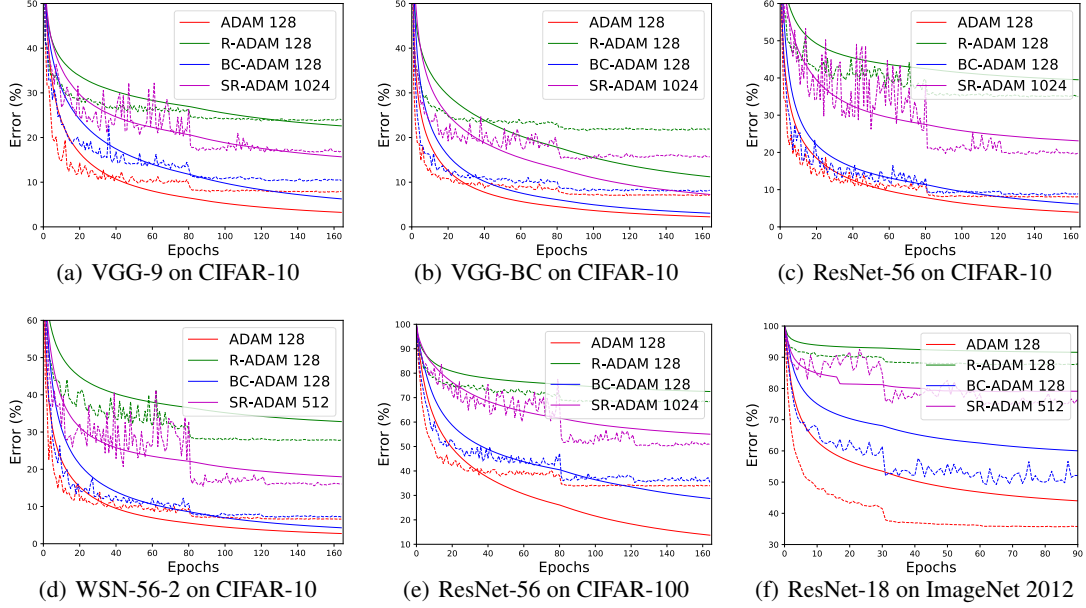 50
40
30
20
10
0
Error (%)
ADAM 128
R-ADAM 128
BC-ADAM 128
SR-ADAM 1024
0 20 40 60 80 100 120 140 160
Epochs
(a) VGG-9 on CIFAR-10
50
40
30
20
10
0
Error (%)
ADAM 128
R-ADAM 128
BC-ADAM 128
SR-ADAM 1024
0 20 40 60 80 100 120 140 160
Epochs
(b) VGG-BC on CIFAR-10
60
50
40
30
20
10
0
Error (%)
ADAM 128
R-ADAM 128
BC-ADAM 128
SR-ADAM 1024
0 20 40 60 80 100 120 140 160
Epochs
(c) ResNet-56 on CIFAR-10
60
50
40
30
20
10
0
Error (%)
ADAM 128
R-ADAM 128
BC-ADAM 128
SR-ADAM 512
0 20 40 60 80 100 120 140 160
Epochs
(d) WSN-56-2 on CIFAR-10
100
90
80
70
60
50
40
30
20
10
Error (%)
ADAM 128
R-ADAM 128
BC-ADAM 128
SR-ADAM 1024
0 20 40 60 80 100 120 140 160
Epochs
(e) ResNet-56 on CIFAR-100
100
90
80
70
60
50
40
30
Error (%)
ADAM 128
R-ADAM 128
BC-ADAM 128
SR-ADAM 512
0 10 20 30 40 50 60 70 80 90
Epochs
(f) ResNet-18 on ImageNet 2012